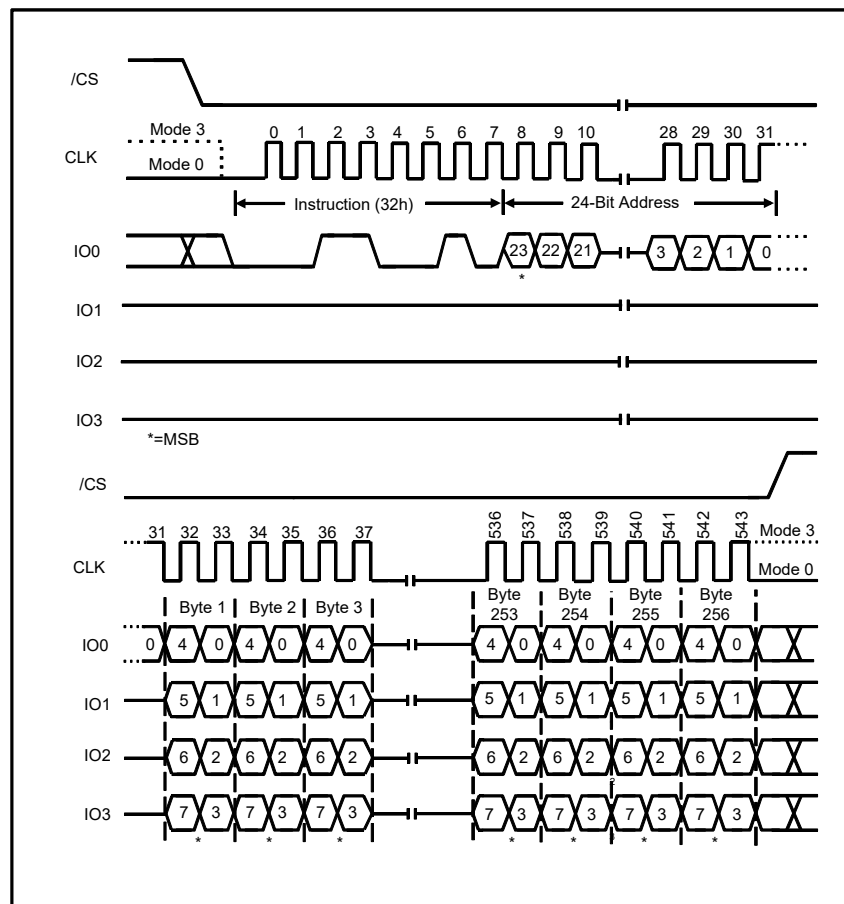 /CS
Mode 3 0 1 2 3 4 5 6 7 8 9 10 28 29 30 31
CLK Mode 0
Instruction (32h) 24-Bit Address
IO0 23 22 21 3 2 1 0
*
IO1
IO2
IO3
*=MSB
/CS
31 32 33 34 35 36 37 536 537 538 539 540 541 542 543 Mode 3
CLK Mode 0
Byte 1 Byte 2 Byte 3 Byte 253 Byte 254 Byte 255 Byte 256
IO0 0 4 0 4 0 4 0 4 0 4 0 4 0 4 0
IO1 5 1 5 1 5 1 5 1 5 1 5 1 5 1
IO2 6 2 6 2 6 2 6 2 6 2 6 2 6 2
IO3 7 3 7 3 7 3 7 3 7 3 7 3 7 3
* * * * * * *